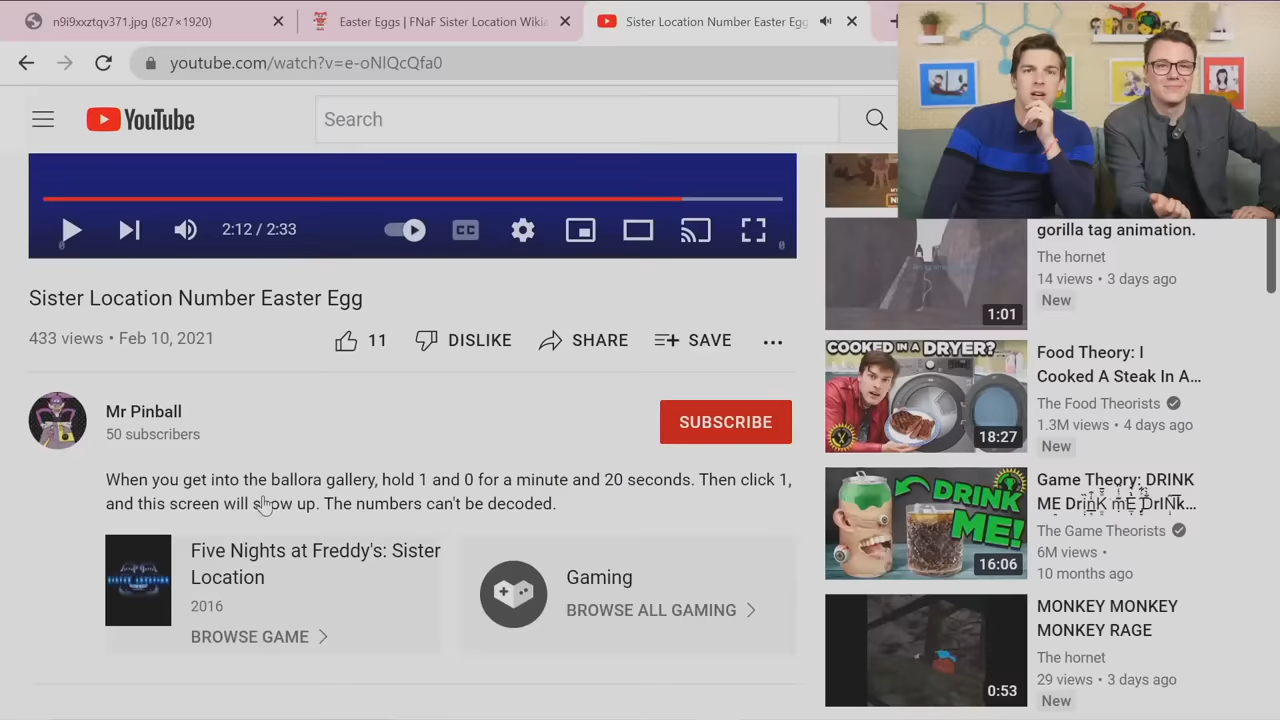 n9i9xxztqv371.jpg (827×1920)
Easter Eggs | FNaF Sister Location Wikia
Sister Location Number Easter Egg
youtube.com/watch?v=e-oNlQcQfa0
YouTube
Search
2:12 / 2:33
CC
0
0
Sister Location Number Easter Egg
433 views • Feb 10, 2021
11
DISLIKE
SHARE
SAVE
Mr Pinball
50 subscribers
SUBSCRIBE
When you get into the ballora gallery, hold 1 and 0 for a minute and 20 seconds. Then click 1,
and this screen will show up. The numbers can't be decoded.
Five Nights at Freddy's: Sister
Location
2016
BROWSE GAME
Gaming
BROWSE ALL GAMING
gorilla tag animation.
The hornet
14 views • 3 days ago
New
1:01
COOKED IN A DRYER?
18:27
Food Theory: I
Cooked A Steak In A...
The Food Theorists
1.3M views • 4 days ago
New
DRINK
ME!
16:06
Game Theory: DRINK
ME DrinK mE DrInK...
The Game Theorists
6M views •
10 months ago
0:53
MONKEY MONKEY
MONKEY RAGE
The hornet
29 views • 3 days ago
New